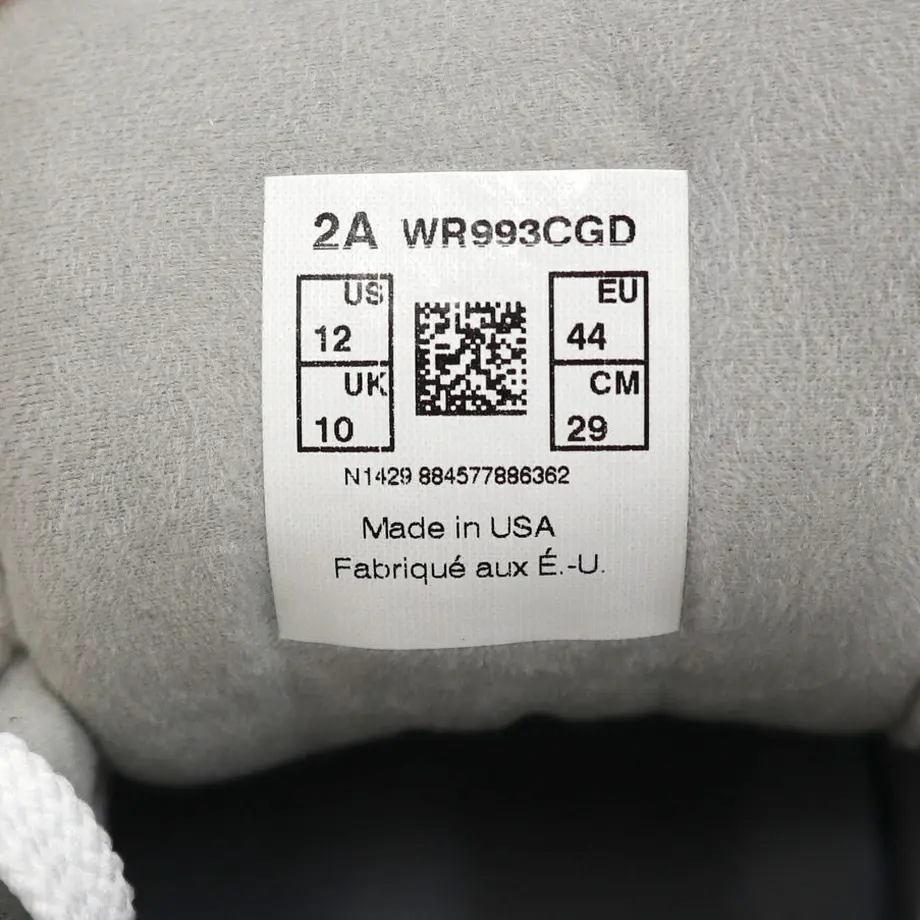 2A WR993CGD
US
12
UK
10
EU
44
CM
29
N1429 884577886362
Made in USA
Fabriqué aux É.-U.